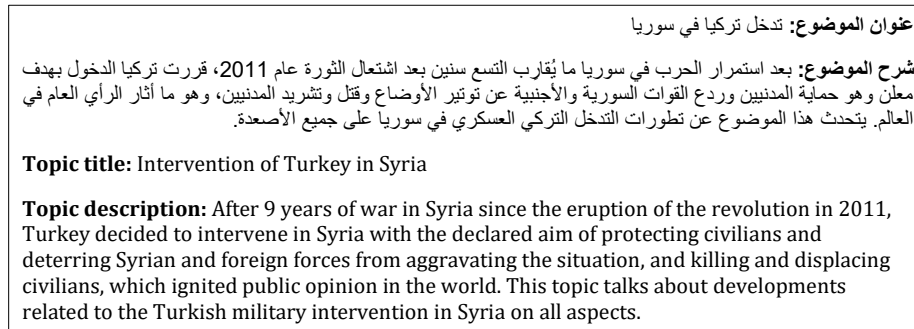 عنوان الموضوع: تدخل تركيا في سوريا
شرح الموضوع: بعد استمرار الحرب في سوريا ما يُقارِب التسع سنين بعد اشتعال الثورة عام 2011، قررت تركيا الدخول بهدف
معلن وهو حماية المدنيين وردع القوات السورية والأجنبية عن توتير الأوضاع وقتل وتشريد المدنيين، وهو ما أثار الرأي العام في
العالم. يتحدث هذا الموضوع عن تطورات التدخل التركي العسكري في سوريا على جميع الأصعدة.
Topic title: Intervention of Turkey in Syria
Topic description: After 9 years of war in Syria since the eruption of the revolution in 2011,
Turkey decided to intervene in Syria with the declared aim of protecting civilians and
deterring Syrian and foreign forces from aggravating the situation, and killing and displacing
civilians, which ignited public opinion in the world. This topic talks about developments
related to the Turkish military intervention in Syria on all aspects.